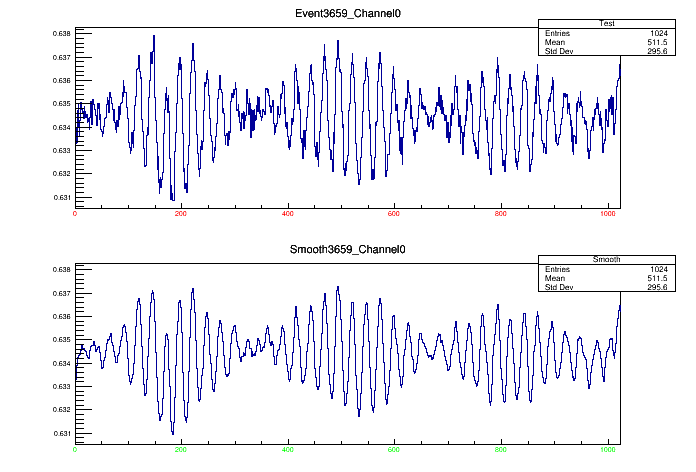 Event3659_Channel0
Test
Entries 1024
Mean 511.5
Std Dev 295.6
0.638
0.637
0.636
0.635
0.634
0.633
0.632
0.631
0 200 400 600 800 1000
Smooth3659_Channel0
Smooth
Entries 1024
Mean 511.5
Std Dev 295.6
0.638
0.637
0.636
0.635
0.634
0.633
0.632
0.631
0 200 400 600 800 1000